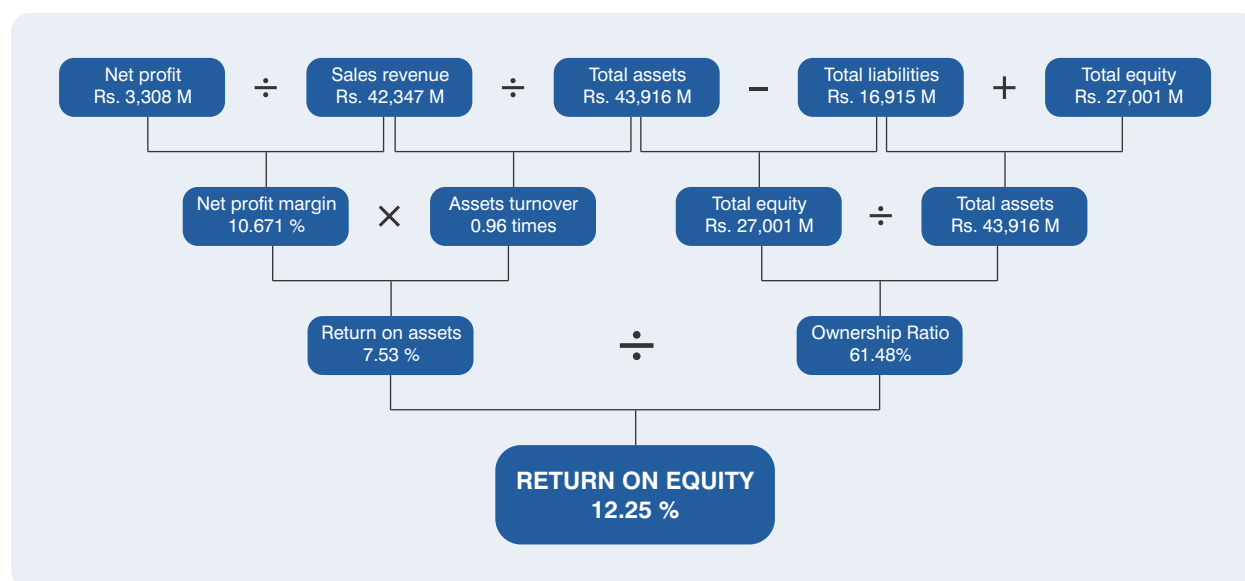 Net profit
Rs. 3,308 M
÷
Sales revenue
Rs. 42,347 M
÷
Total assets
Rs. 43,916 M
−
Total liabilities
Rs. 16,915 M
+
Total equity
Rs. 27,001 M
Net profit margin
10.671 %
×
Assets turnover
0.96 times
Total equity
Rs. 27,001 M
÷
Total assets
Rs. 43,916 M
Return on assets
7.53 %
÷
Ownership Ratio
61.48%
RETURN ON EQUITY
12.25 %